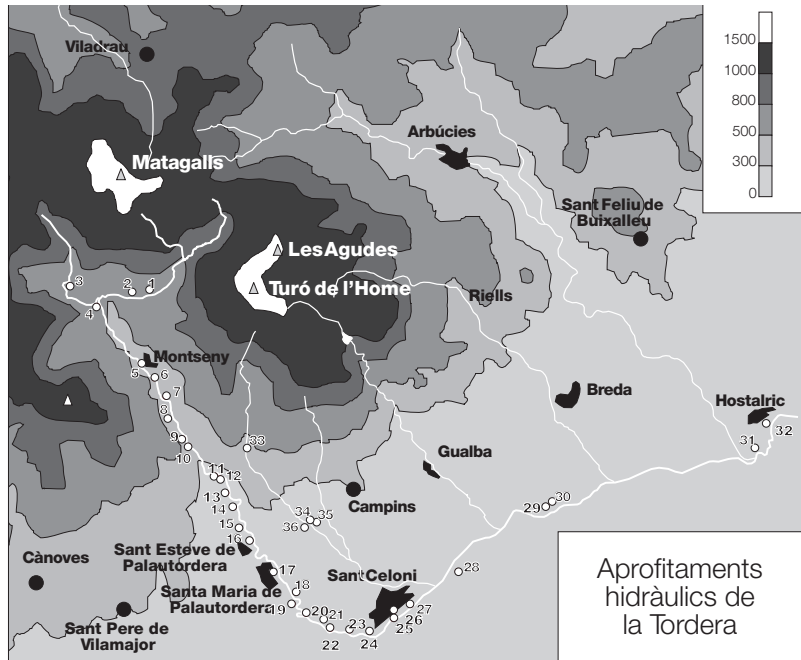 Viladrau
1500
1000
800
500
300
0
Arbúcies
Matagalls
Sant Feliu de
Buixalleu
Les Agudes
Turó de l'Home
Riells
3
2
1
4
Montseny
5
6
7
8
9
10
Breda
Hostalric
32
31
33
Gualba
11
12
13
14
Campins
34
35
36
29
30
15
16
Sant Esteve de
Palautordera
Cànoves
17
Sant Celoni
28
Santa Maria de
Palautordera
18
19
20
21
22
23
24
25
26
27
Sant Pere de
Vilamajor
Aprofitaments
hidràulics de
la Tordera